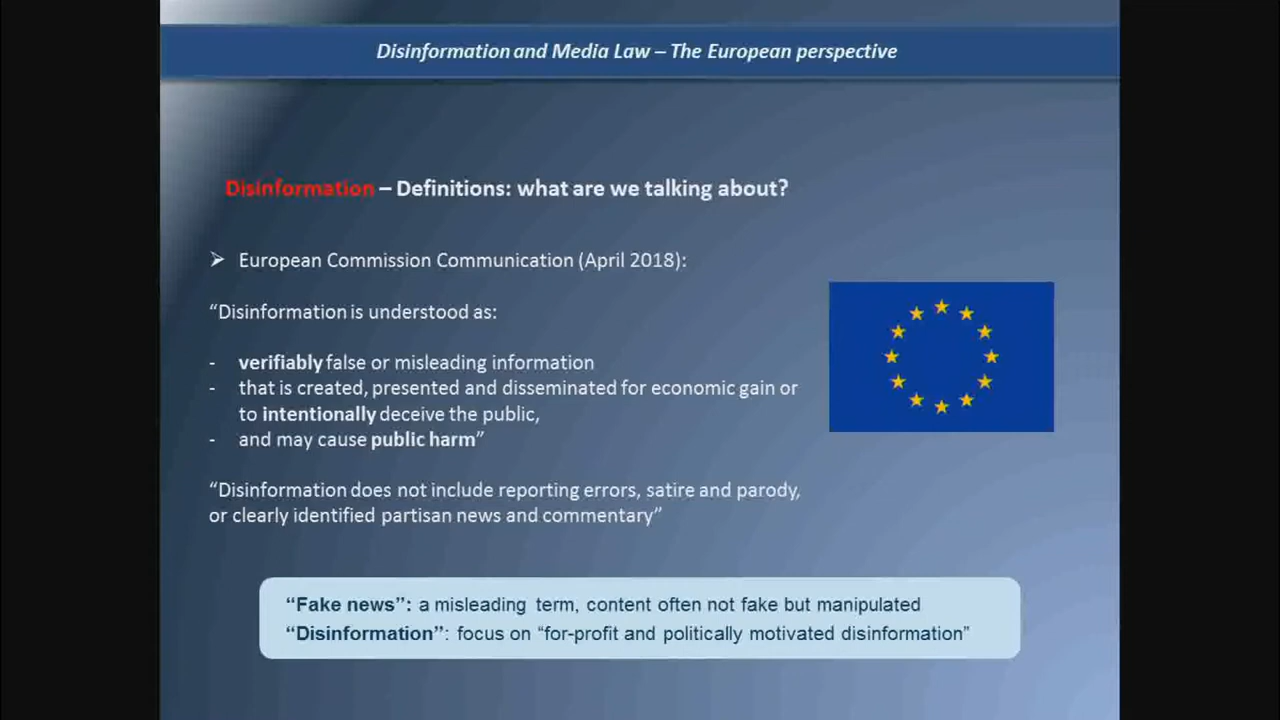 Disinformation and Media Law – The European perspective
Disinformation – Definitions: what are we talking about?
➢ European Commission Communication (April 2018):
“Disinformation is understood as:
- verifiably false or misleading information
- that is created, presented and disseminated for economic gain or
to intentionally deceive the public,
- and may cause public harm”
“Disinformation does not include reporting errors, satire and parody,
or clearly identified partisan news and commentary”
“Fake news”: a misleading term, content often not fake but manipulated
“Disinformation”: focus on “for-profit and politically motivated disinformation”